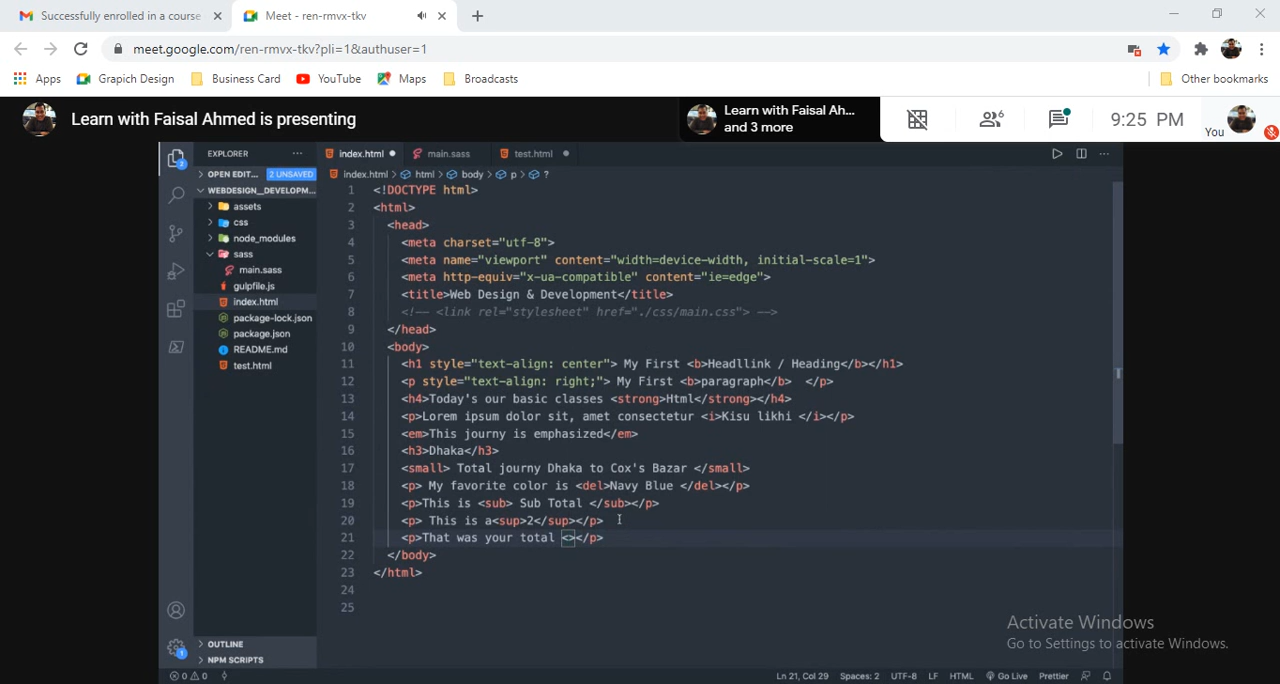 Successfully enrolled in a course
Meet - ren-rmvx-tkv
meet.google.com/ren-rmvx-tkv?pli=1&authuser=1
Apps Grapich Design Business Card YouTube Maps Broadcasts Other bookmarks
Learn with Faisal Ahmed is presenting
Learn with Faisal Ah...
and 3 more
6
9:25 PM
You
EXPLORER ...
OPEN EDIT... 2 UNSAVED
WEBDESIGN__DEVELOPM...
assets
css
node_modules
sass
main.sass
gulpfile.js
index.html
package-lock.json
package.json
README.md
test.html
OUTLINE
NPM SCRIPTS
index.html main.sass test.html
index.html > html > body > p > ?
1 <!DOCTYPE html>
2 <html>
3 <head>
4 <meta charset="utf-8">
5 <meta name="viewport" content="width=device-width, initial-scale=1">
6 <meta http-equiv="x-ua-compatible" content="ie=edge">
7 <title>Web Design & Development</title>
8 <!-- <link rel="stylesheet" href="./css/main.css"> -->
9 </head>
10 <body>
11 <h1 style="text-align: center"> My First <b>Headllink / Heading</b></h1>
12 <p style="text-align: right;"> My First <b>paragraph</b> </p>
13 <h4>Today's our basic classes <strong>Html</strong></h4>
14 <p>Lorem ipsum dolor sit, amet consectetur <i>Kisu likhi </i></p>
15 <em>This journy is emphasized</em>
16 <h3>Dhaka</h3>
17 <small> Total journy Dhaka to Cox's Bazar </small>
18 <p> My favorite color is <del>Navy Blue </del></p>
19 <p>This is <sub> Sub Total </sub></p>
20 <p> This is a<sup>2</sup></p>
21 <p>That was your total <></p>
22 </body>
23 </html>
24
25
Activate Windows
Go to Settings to activate Windows.
0 0 Ln 21, Col 29 Spaces: 2 UTF-8 LF HTML Go Live Prettier